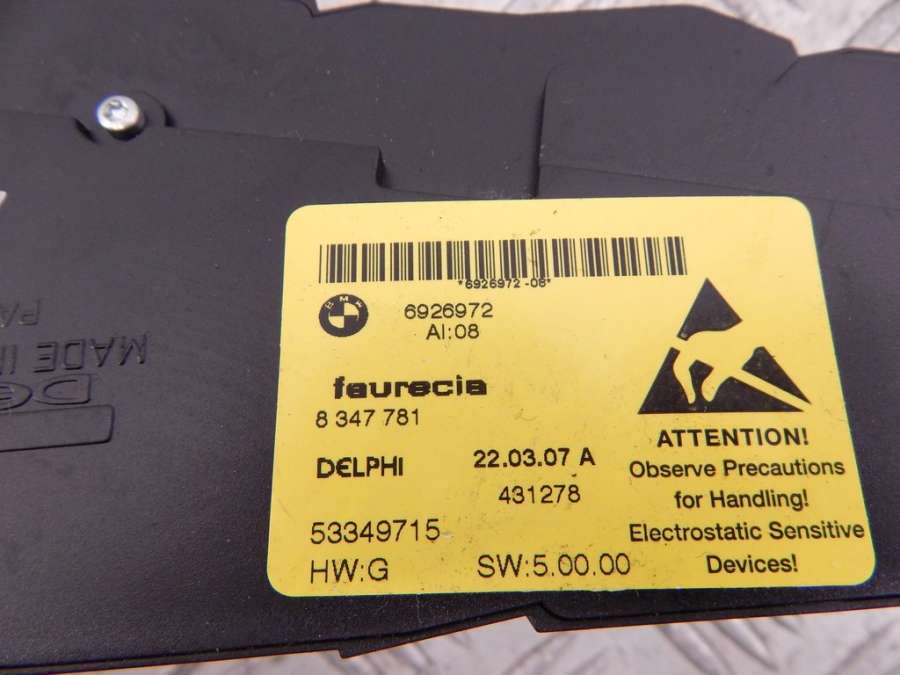 *6926972-08*
BMW
6926972
AI:08
faurecia
8 347 781
DELPHI 22.03.07 A
431278
53349715
HW:G SW:5.00.00
ATTENTION!
Observe Precautions
for Handling!
Electrostatic Sensitive
Devices!
MADE